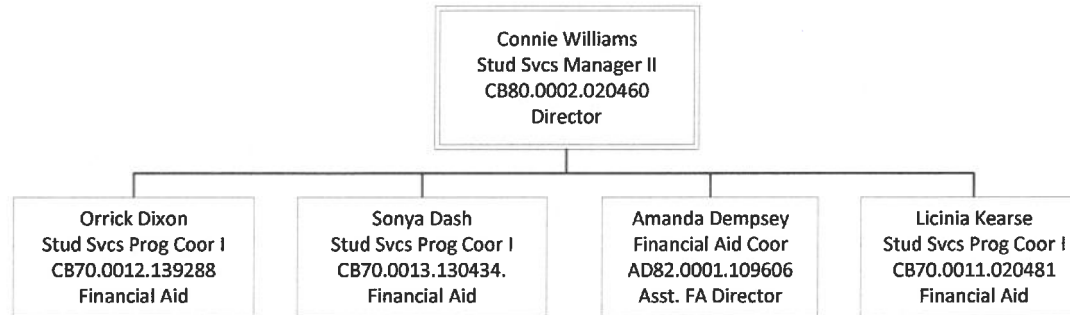 Connie Williams
Stud Svcs Manager II
CB80.0002.020460
Director
Orrick Dixon
Stud Svcs Prog Coor I
CB70.0012.139288
Financial Aid
Sonya Dash
Stud Svcs Prog Coor I
CB70.0013.130434.
Financial Aid
Amanda Dempsey
Financial Aid Coor
AD82.0001.109606
Asst. FA Director
Licinia Kearse
Stud Svcs Prog Coor I
CB70.0011.020481
Financial Aid